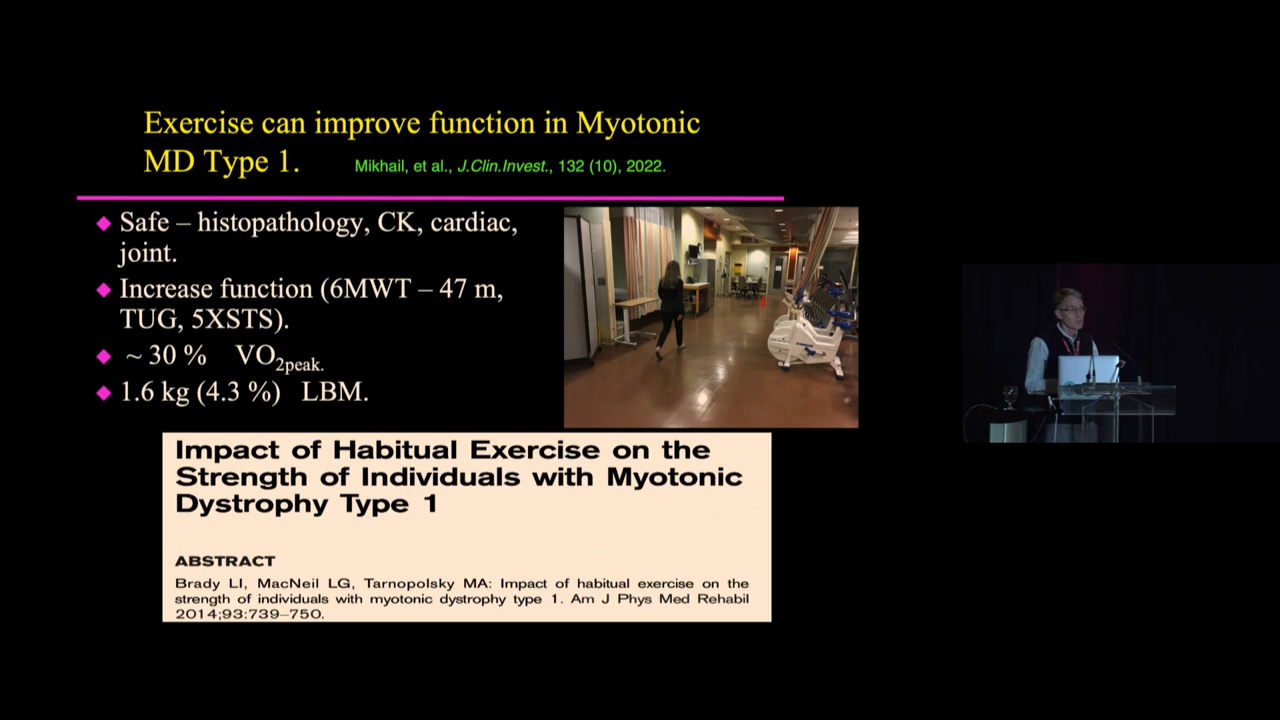 Exercise can improve function in Myotonic
MD Type 1. Mikhail, et al., J.Clin.Invest., 132 (10), 2022.
◆ Safe – histopathology, CK, cardiac,
joint.
◆ Increase function (6MWT – 47 m,
TUG, 5XSTS).
◆ ~ 30 % VO2peak.
◆ 1.6 kg (4.3 %) LBM.
Impact of Habitual Exercise on the
Strength of Individuals with Myotonic
Dystrophy Type 1
ABSTRACT
Brady LI, MacNeil LG, Tarnopolsky MA: Impact of habitual exercise on the
strength of individuals with myotonic dystrophy type 1. Am J Phys Med Rehabil
2014;93:739–750.